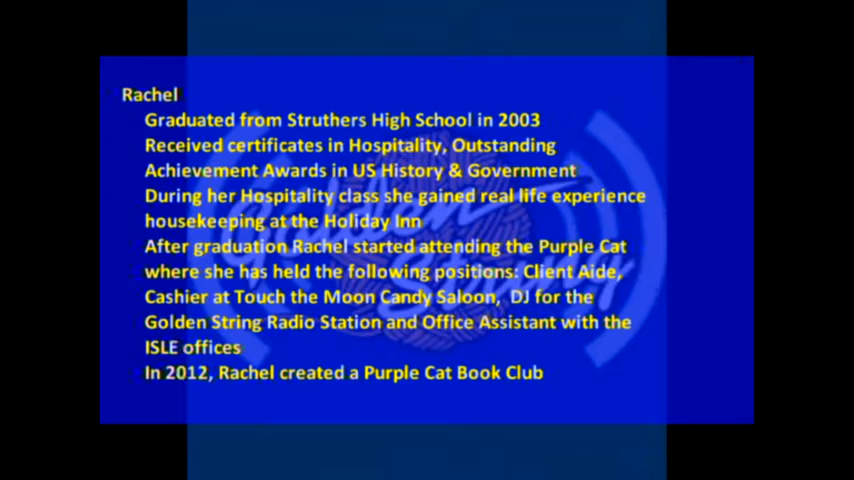 Rachel
Graduated from Struthers High School in 2003
Received certificates in Hospitality, Outstanding
Achievement Awards in US History & Government
During her Hospitality class she gained real life experience
housekeeping at the Holiday Inn
After graduation Rachel started attending the Purple Cat
where she has held the following positions: Client Aide,
Cashier at Touch the Moon Candy Saloon, DJ for the
Golden String Radio Station and Office Assistant with the
ISLE offices
In 2012, Rachel created a Purple Cat Book Club
Golden
String